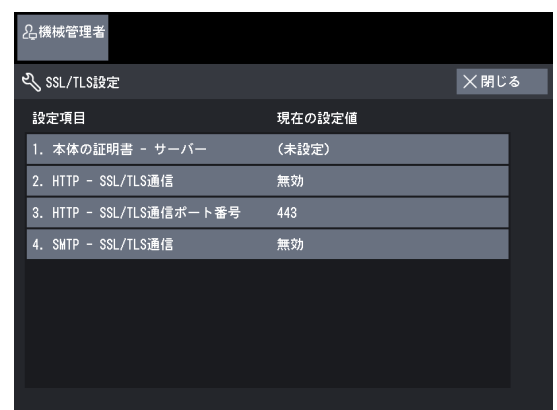 機械管理者
SSL/TLS設定
閉じる
設定項目 現在の設定値
1. 本体の証明書 - サーバー (未設定)
2. HTTP - SSL/TLS通信 無効
3. HTTP - SSL/TLS通信ポート番号 443
4. SMTP - SSL/TLS通信 無効